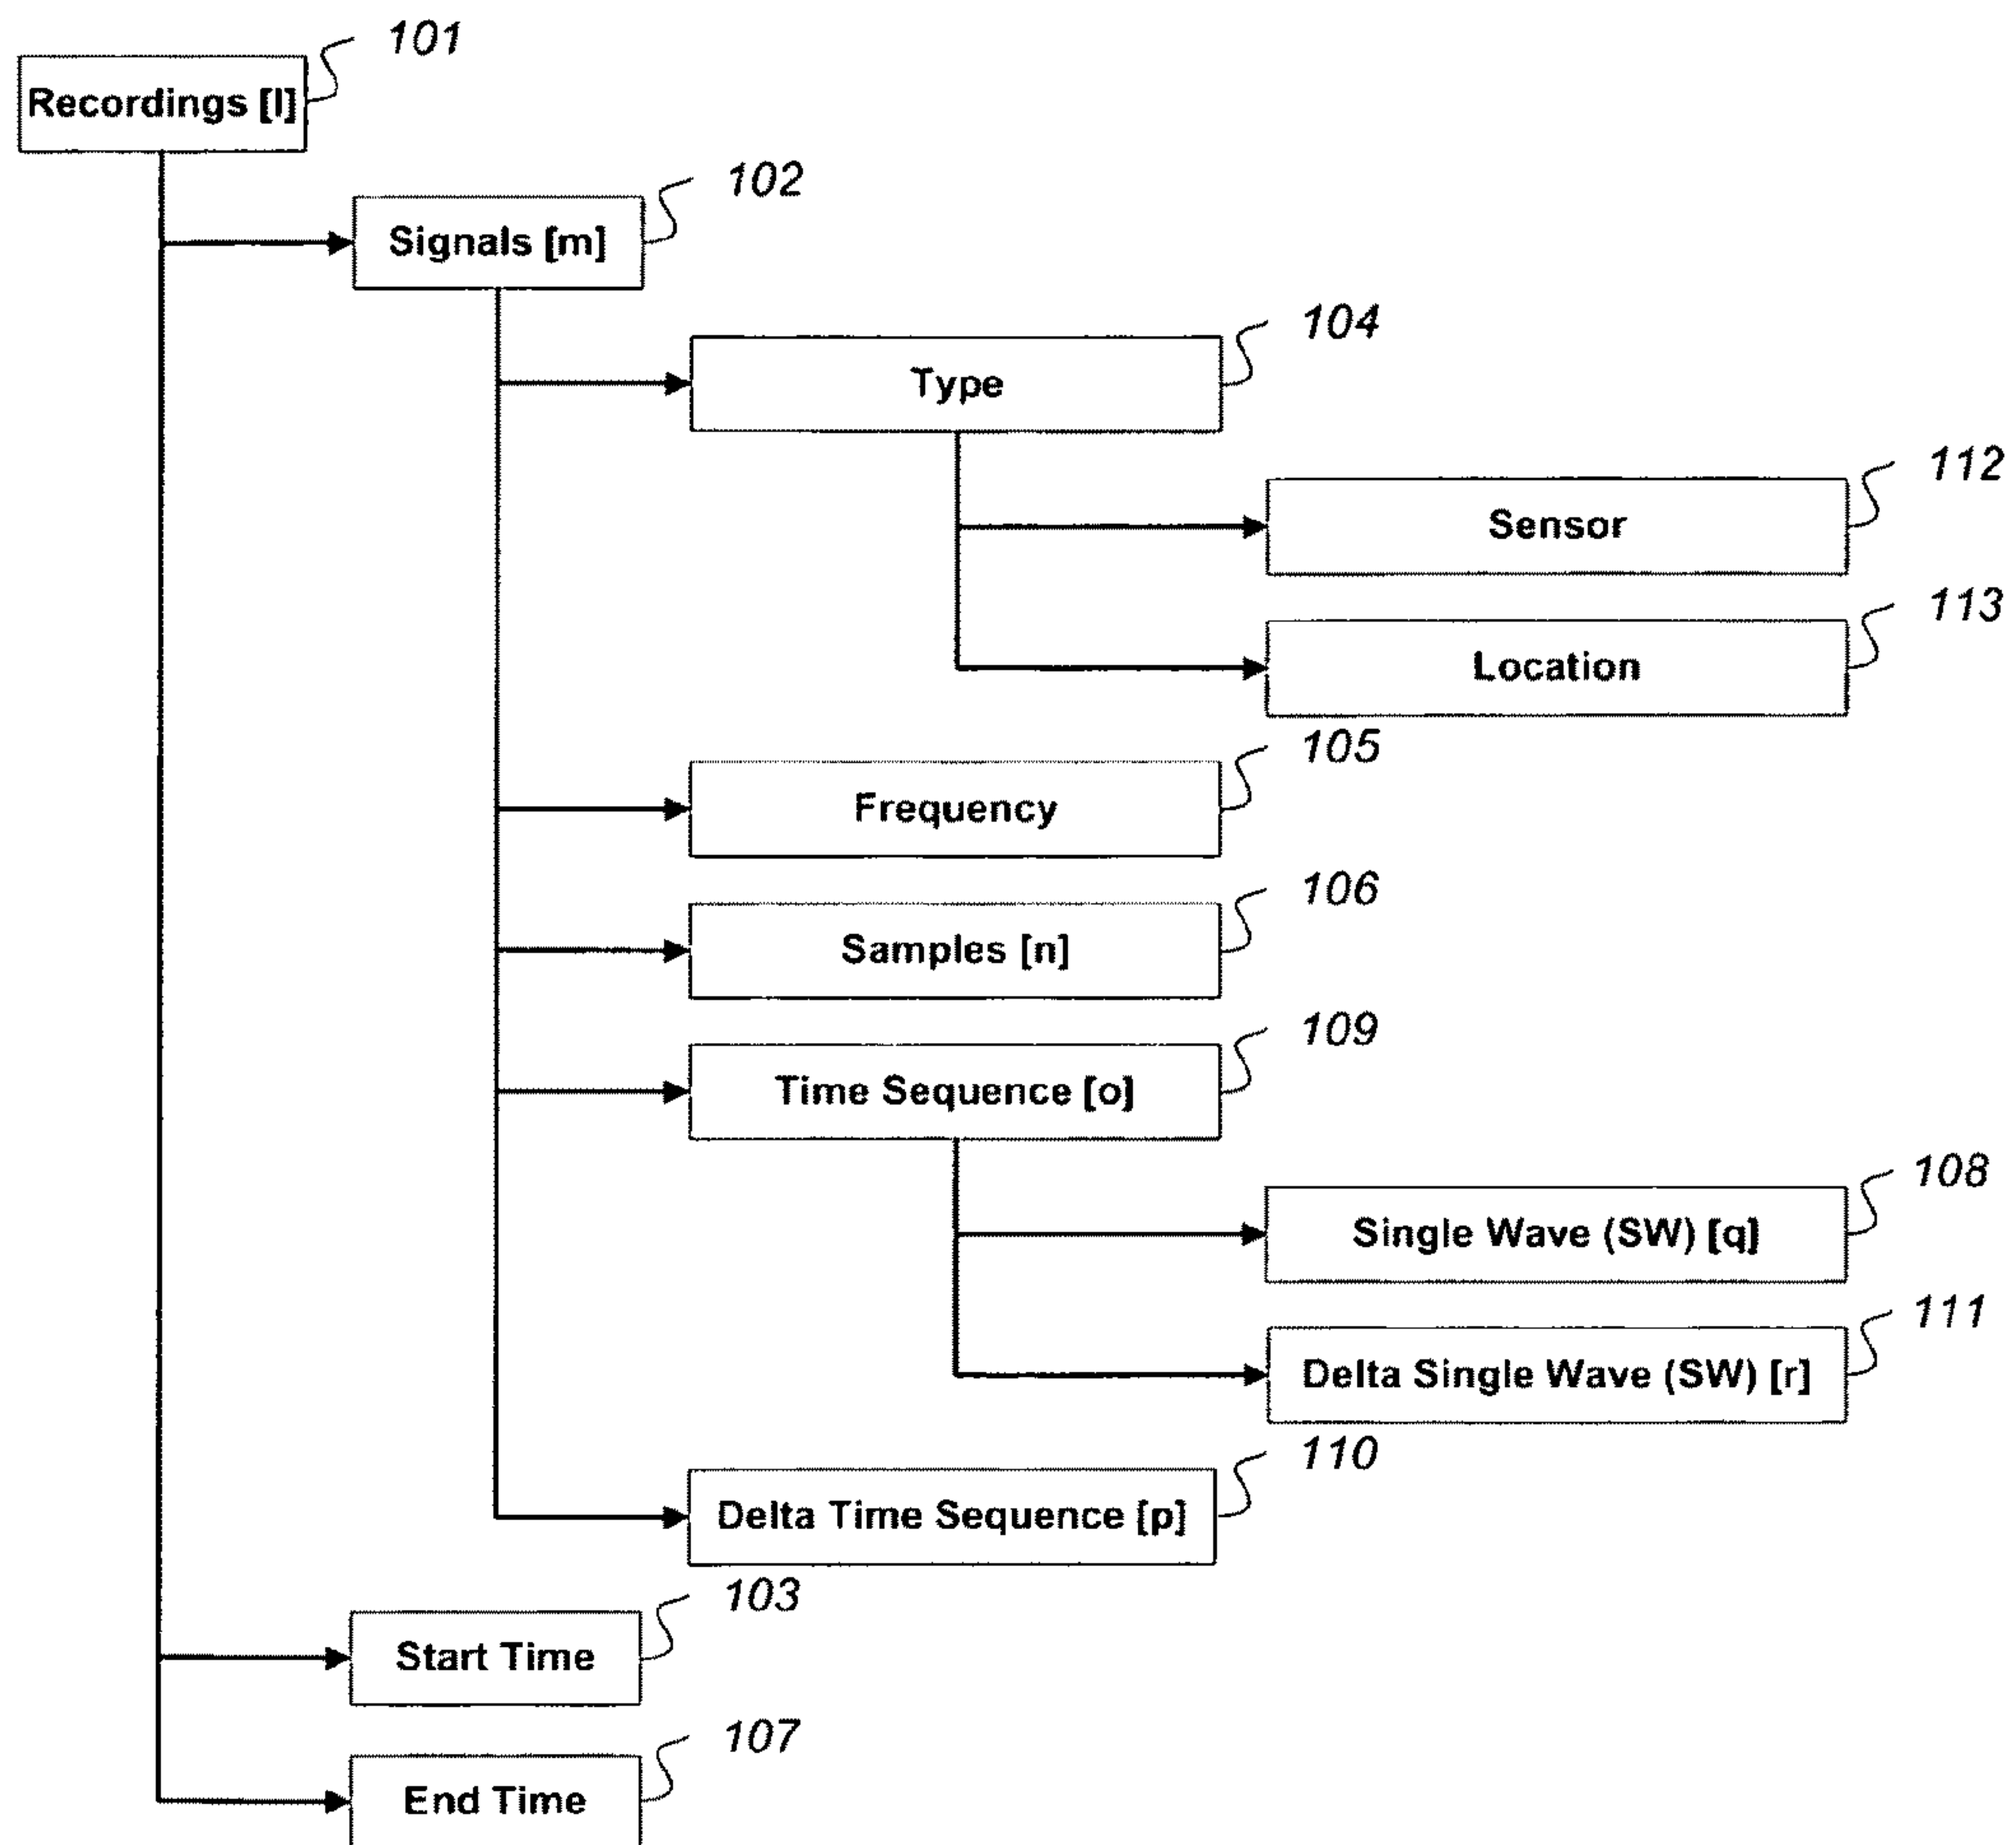 101
Recordings [l]
102
Signals [m]
104
Type
112
Sensor
113
Location
105
Frequency
106
Samples [n]
109
Time Sequence [o]
108
Single Wave (SW) [q]
111
Delta Single Wave (SW) [r]
110
Delta Time Sequence [p]
103
Start Time
107
End Time